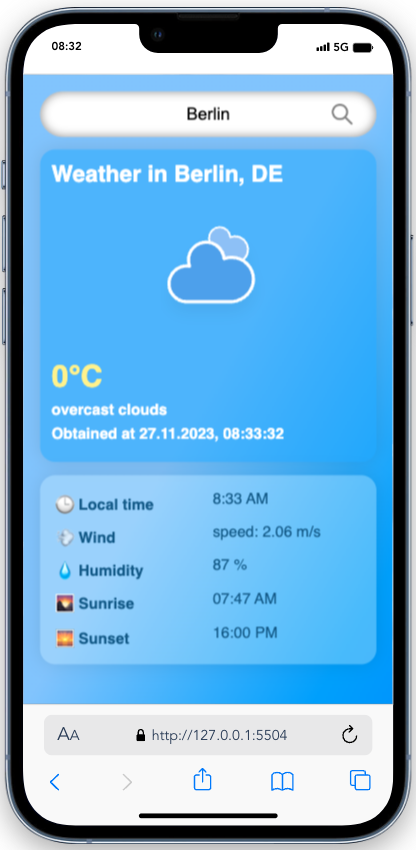 08:32 5G
Berlin
Weather in Berlin, DE
0°C
overcast clouds
Obtained at 27.11.2023, 08:33:32
Local time 8:33 AM
Wind speed: 2.06 m/s
Humidity 87 %
Sunrise 07:47 AM
Sunset 16:00 PM
AA http://127.0.0.1:5504